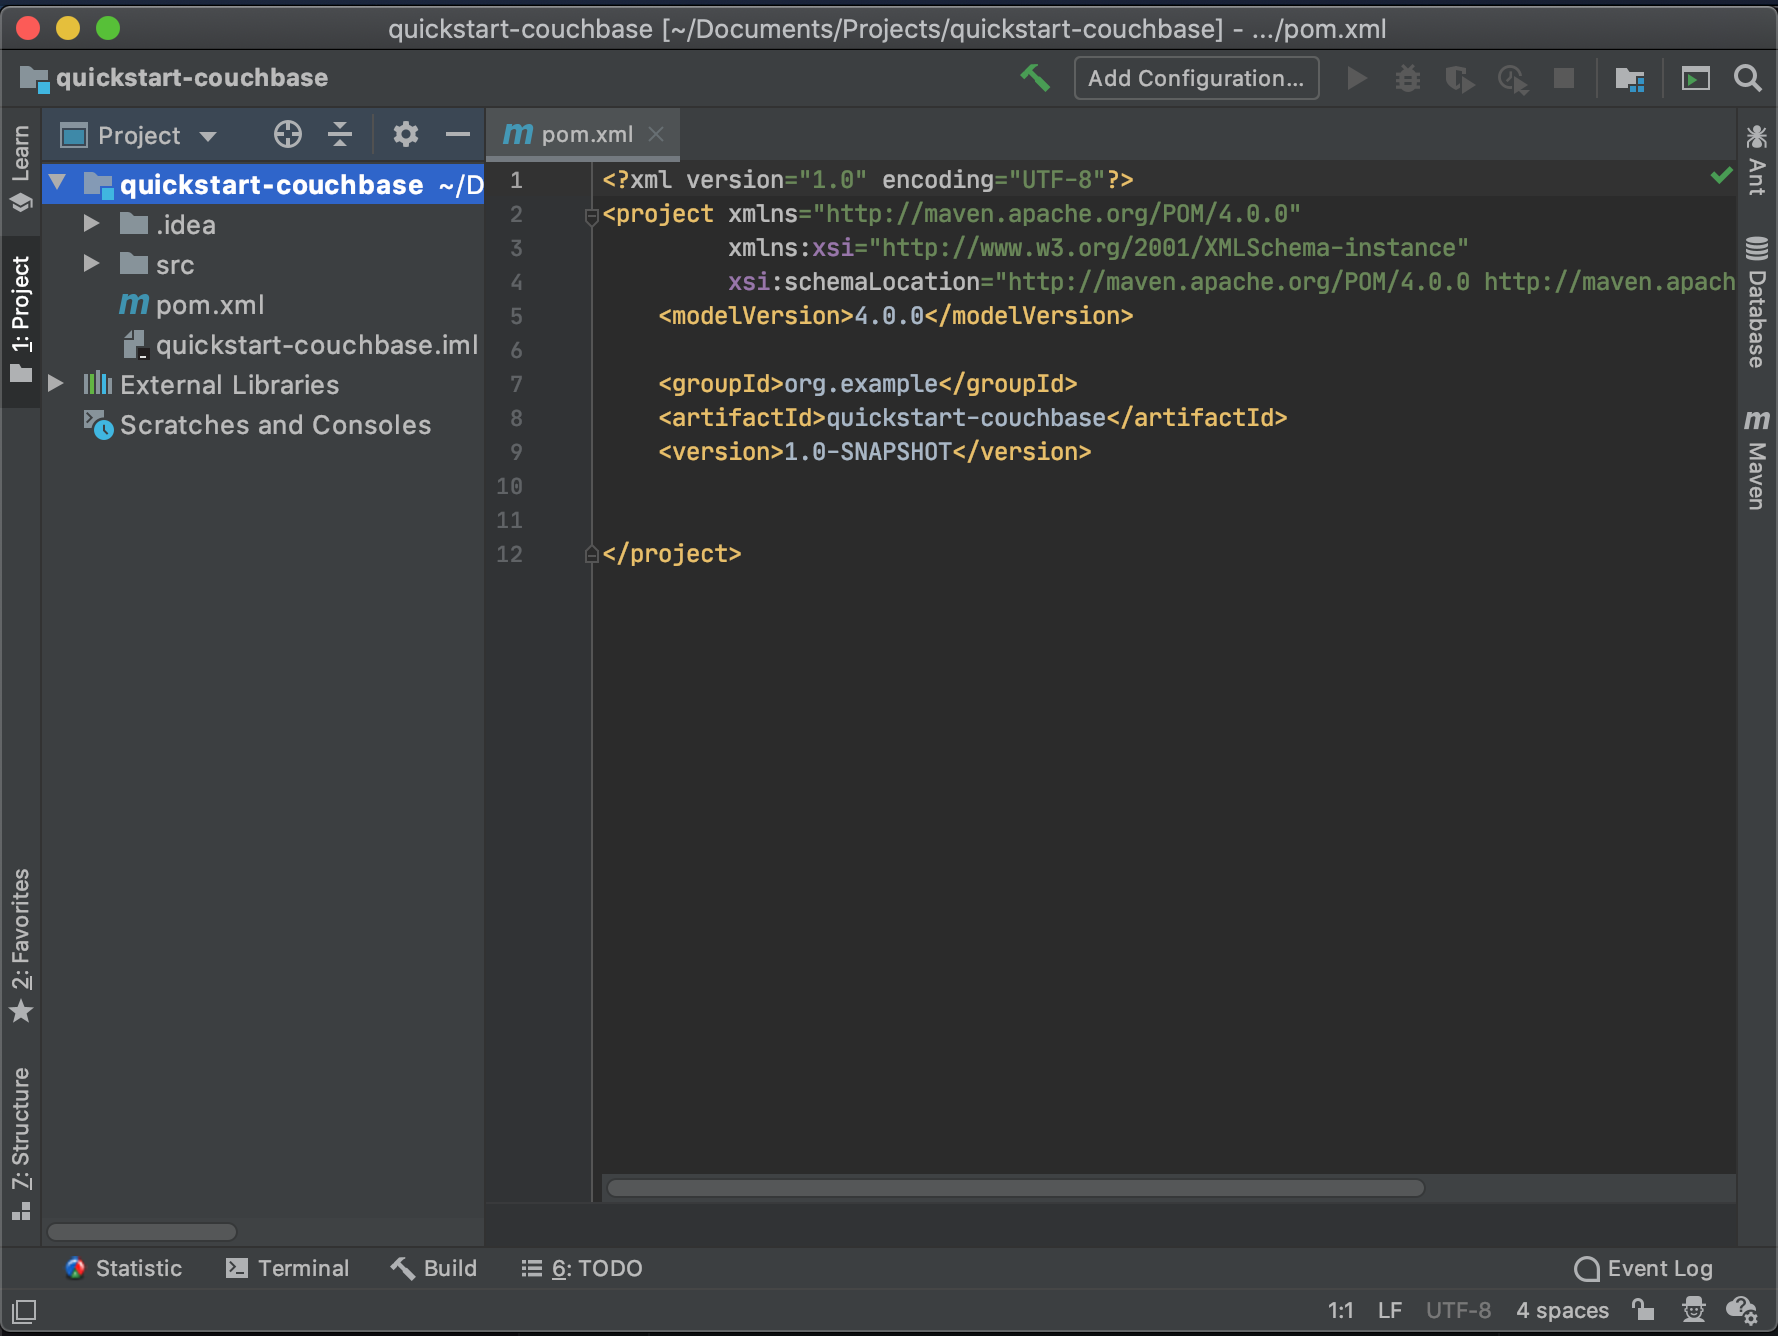 quickstart-couchbase [~/Documents/Projects/quickstart-couchbase] - .../pom.xml
quickstart-couchbase
Add Configuration...
Learn
1: Project
2: Favorites
7: Structure
Project
quickstart-couchbase ~/D
.idea
src
m pom.xml
quickstart-couchbase.iml
External Libraries
Scratches and Consoles
m pom.xml
1 <?xml version="1.0" encoding="UTF-8"?>
2 <project xmlns="http://maven.apache.org/POM/4.0.0"
3 xmlns:xsi="http://www.w3.org/2001/XMLSchema-instance"
4 xsi:schemaLocation="http://maven.apache.org/POM/4.0.0 http://maven.apach
5 <modelVersion>4.0.0</modelVersion>
6
7 <groupId>org.example</groupId>
8 <artifactId>quickstart-couchbase</artifactId>
9 <version>1.0-SNAPSHOT</version>
10
11
12 </project>
Ant
Database
m Maven
Statistic
Terminal
Build
6: TODO
Event Log
1:1 LF UTF-8 4 spaces